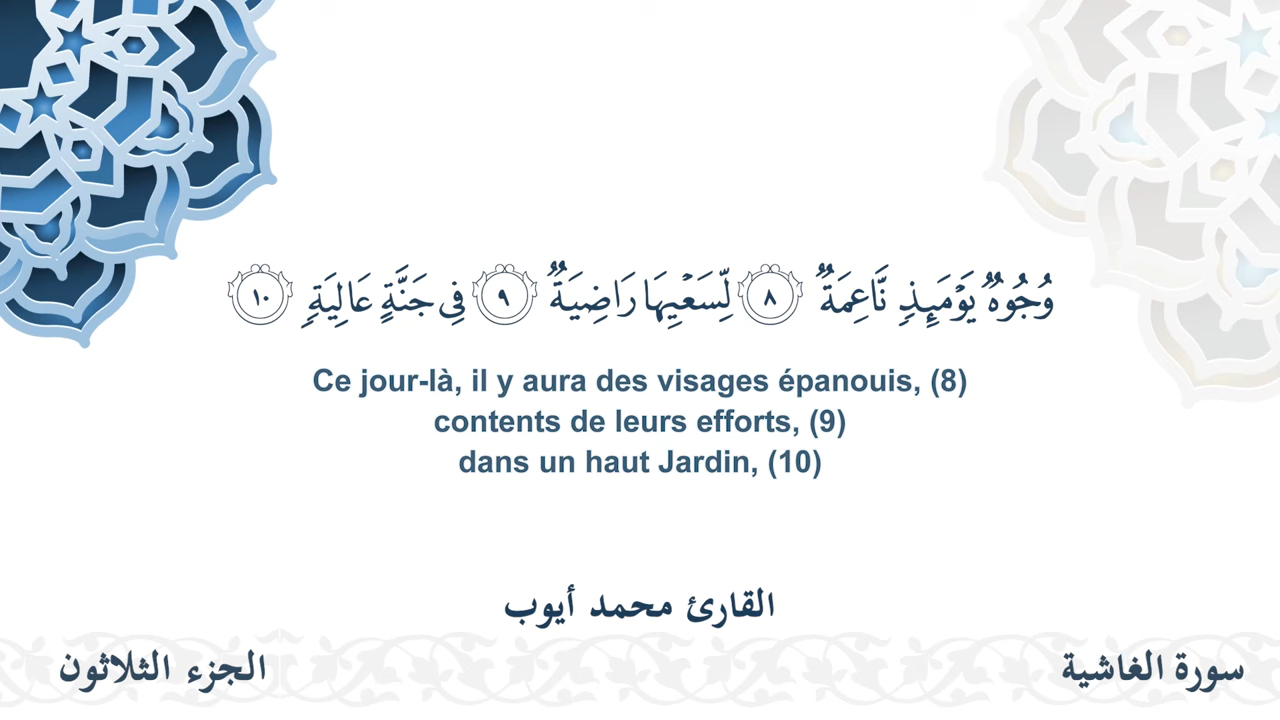 وُجُوهٌ يَوْمَئِذٍ نَّاعِمَةٌ ٨ لِّسَعْيِهَا رَاضِيَةٌ ٩ فِي جَنَّةٍ عَالِيَةٍ ١٠
Ce jour-là, il y aura des visages épanouis, (8)
contents de leurs efforts, (9)
dans un haut Jardin, (10)
القارئ محمد أيوب
سورة الغاشية
الجزء الثلاثون